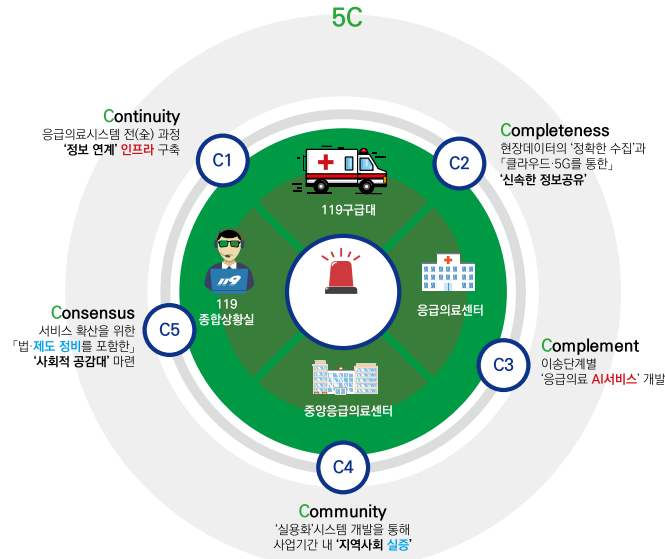 5C
Continuity
응급의료시스템 전(全) 과정
‘정보 연계’ 인프라 구축
C1
Completeness
현장데이터의 ‘정확한 수집’과
「클라우드·5G를 통한」
‘신속한 정보공유’
C2
119구급대
119
119
종합상황실
응급의료센터
중앙응급의료센터
Consensus
서비스 확산을 위한
「법·제도 정비를 포함한」
‘사회적 공감대’ 마련
C5
Complement
이송단계별
‘응급의료 AI서비스’ 개발
C3
C4
Community
‘실용화’시스템 개발을 통해
사업기간 내 ‘지역사회 실증’